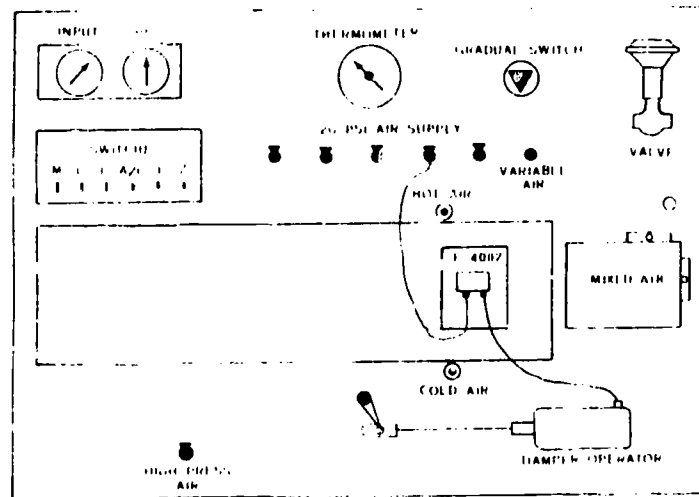 INPUT
THERMOMETER
GRADUAL SWITCH
20 PSI AIR SUPPLY
VALVE
M
A/C
VARIABLE
AIR
HOT AIR
MIXED AIR
COLD AIR
DAMPER OPERATOR
HIGH PRESS
AIR